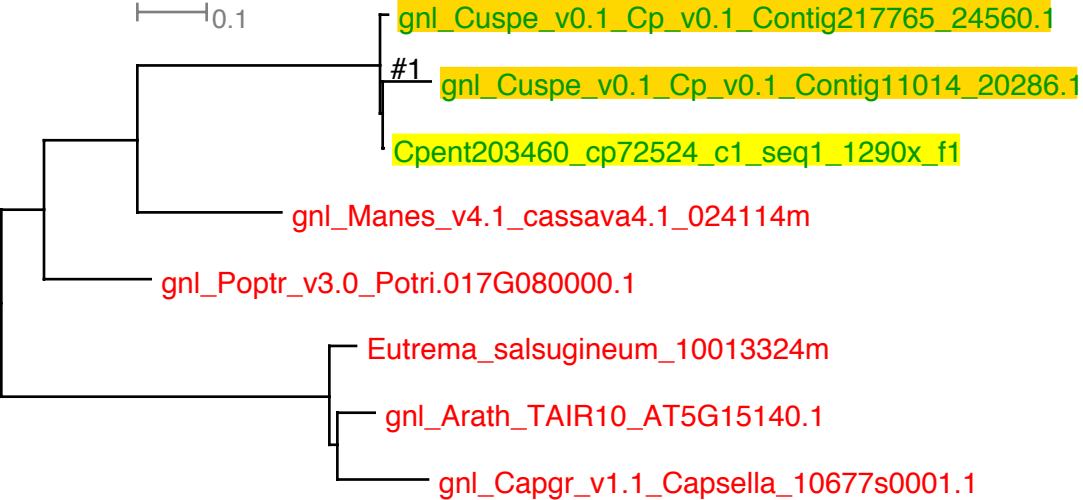 0.1
gnl_Cuspe_v0.1_Cp_v0.1_Contig217765_24560.1
#1
gnl_Cuspe_v0.1_Cp_v0.1_Contig11014_20286.1
Cpent203460_cp72524_c1_seq1_1290x_f1
gnl_Manes_v4.1_cassava4.1_024114m
gnl_Poptr_v3.0_Potri.017G080000.1
Eutrema_salsugineum_10013324m
gnl_Arath_TAIR10_AT5G15140.1
gnl_Capgr_v1.1_Capsella_10677s0001.1